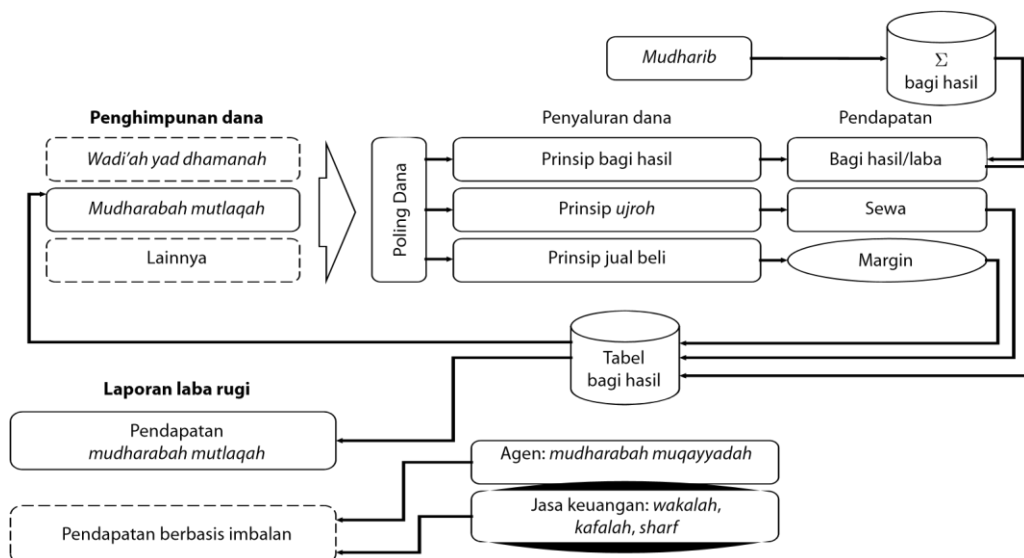 Mudharib
Σ
bagi hasil
Penghimpunan dana
Penyaluran dana
Pendapatan
Wadi’ah yad dhamanah
Mudharabah mutlaqah
Lainnya
Poling Dana
Prinsip bagi hasil
Bagi hasil/laba
Prinsip ujroh
Sewa
Prinsip jual beli
Margin
Tabel
bagi hasil
Laporan laba rugi
Pendapatan
mudharabah mutlaqah
Agen: mudharabah muqayyadah
Jasa keuangan: wakalah,
kafalah, sharf
Pendapatan berbasis imbalan